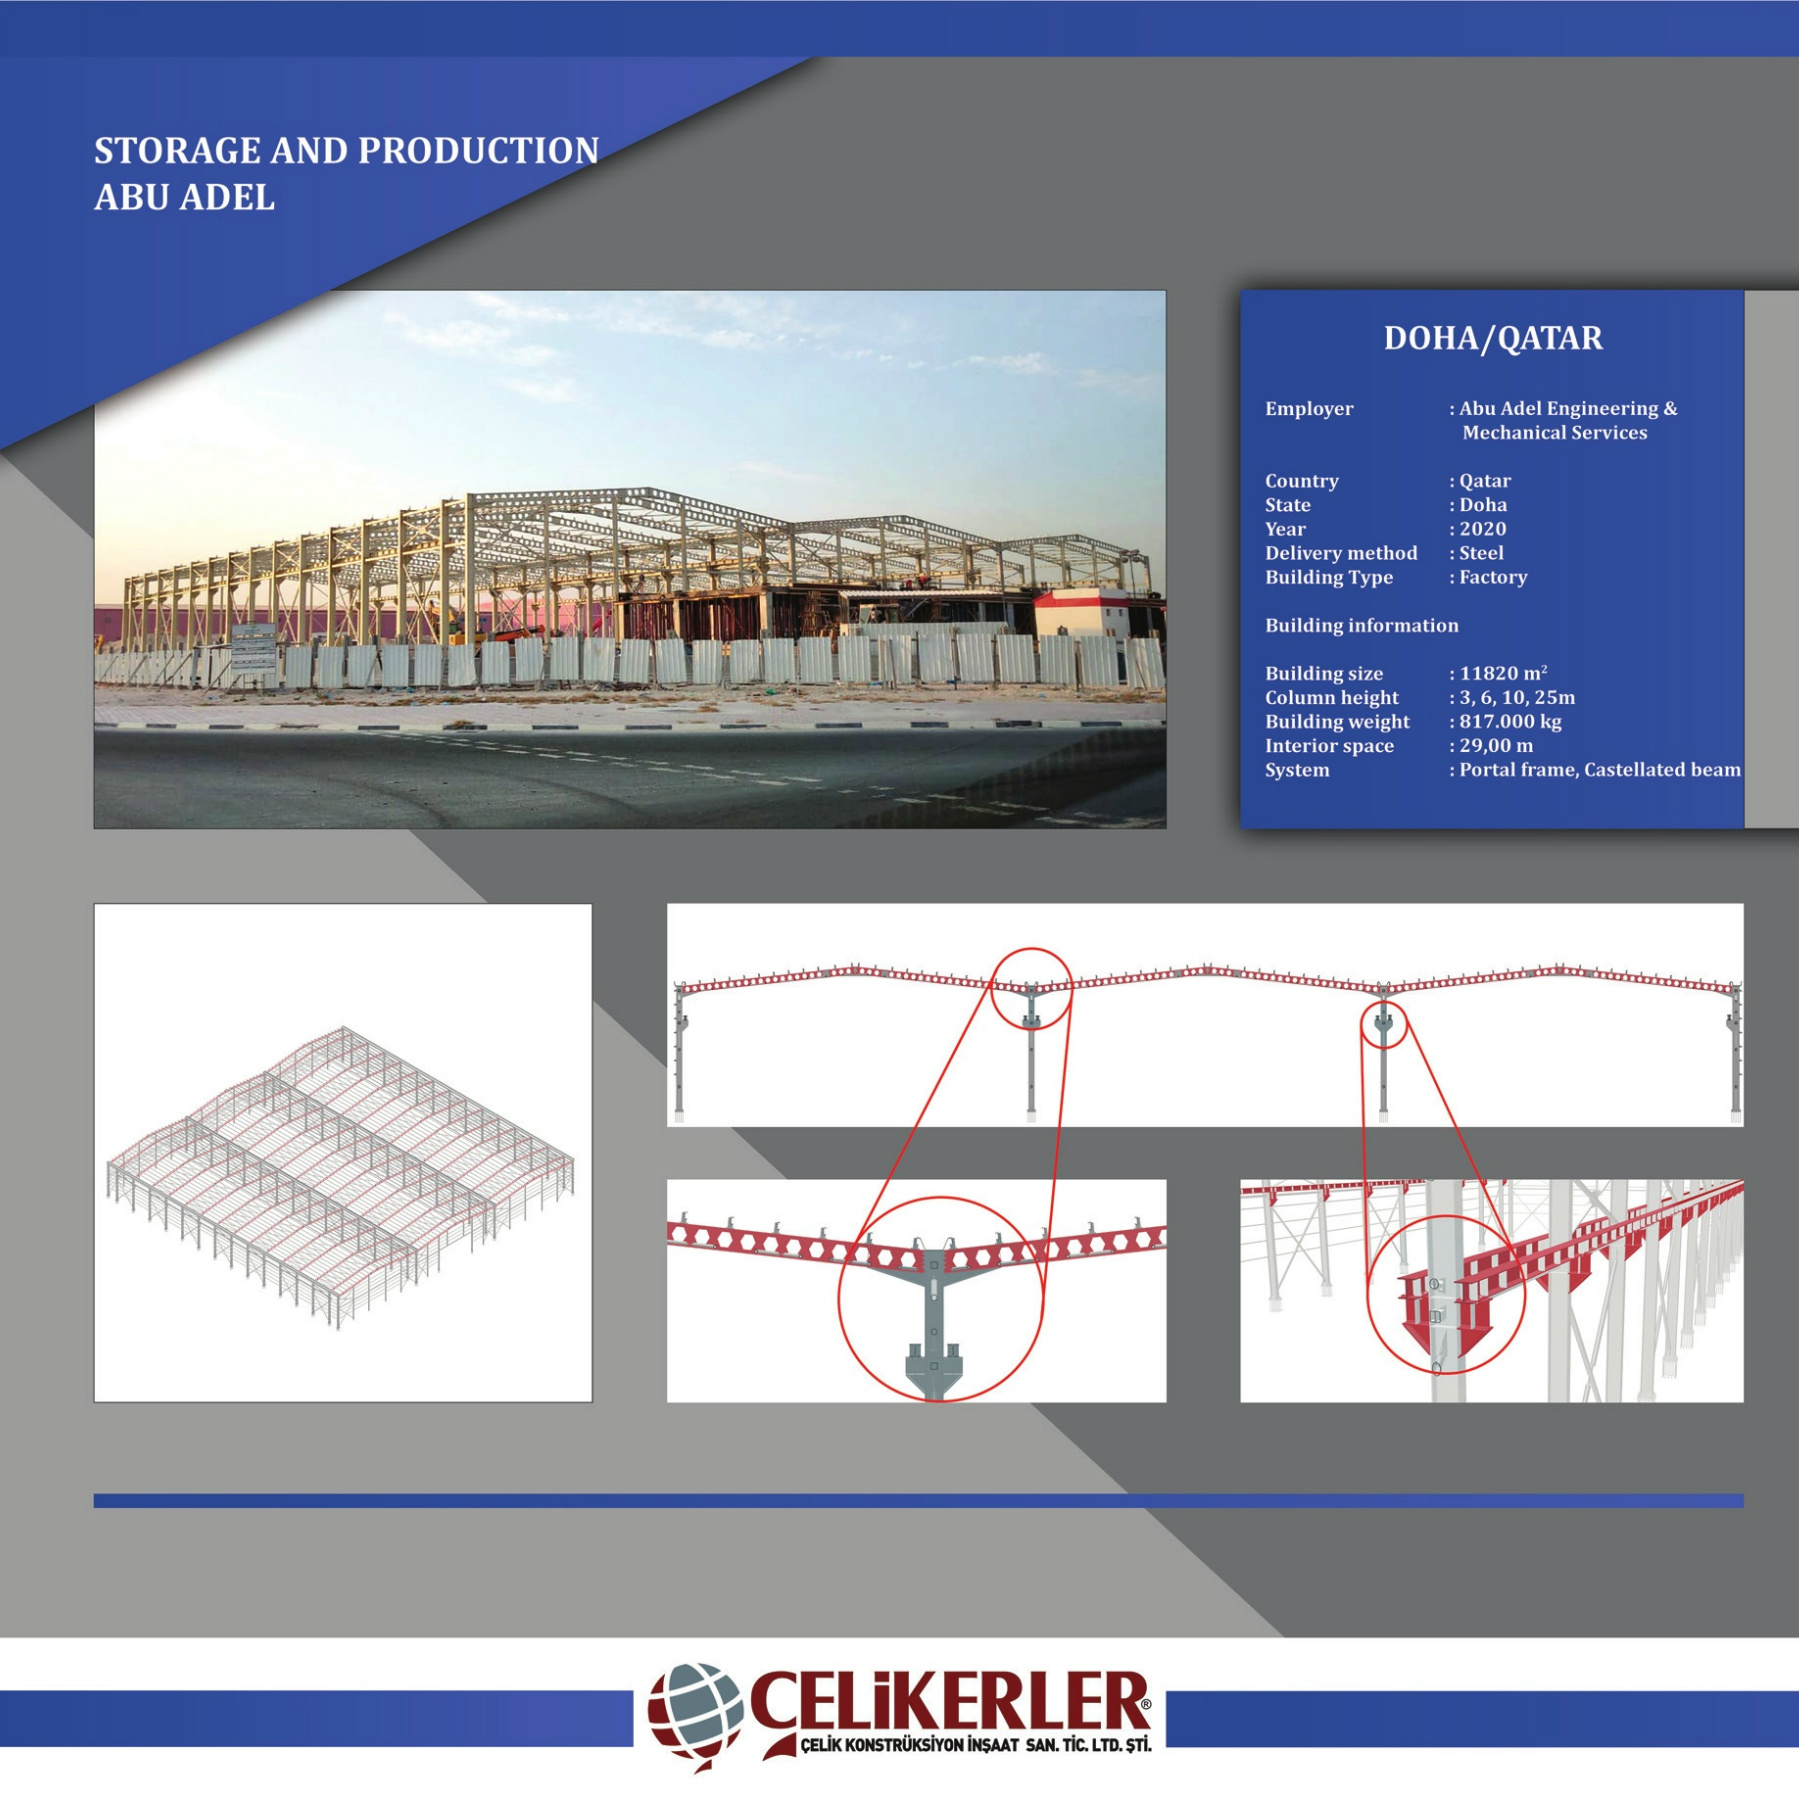 STORAGE AND PRODUCTION
ABU ADEL
DOHA/QATAR
Employer : Abu Adel Engineering &
Mechanical Services
Country : Qatar
State : Doha
Year : 2020
Delivery method : Steel
Building Type : Factory
Building information
Building size : 11820 m²
Column height : 3, 6, 10, 25m
Building weight : 817.000 kg
Interior space : 29,00 m
System : Portal frame, Castellated beam
ÇELiKERLER®
ÇELİK KONSTRÜKSİYON İNŞAAT SAN. TİC. LTD. ŞTİ.